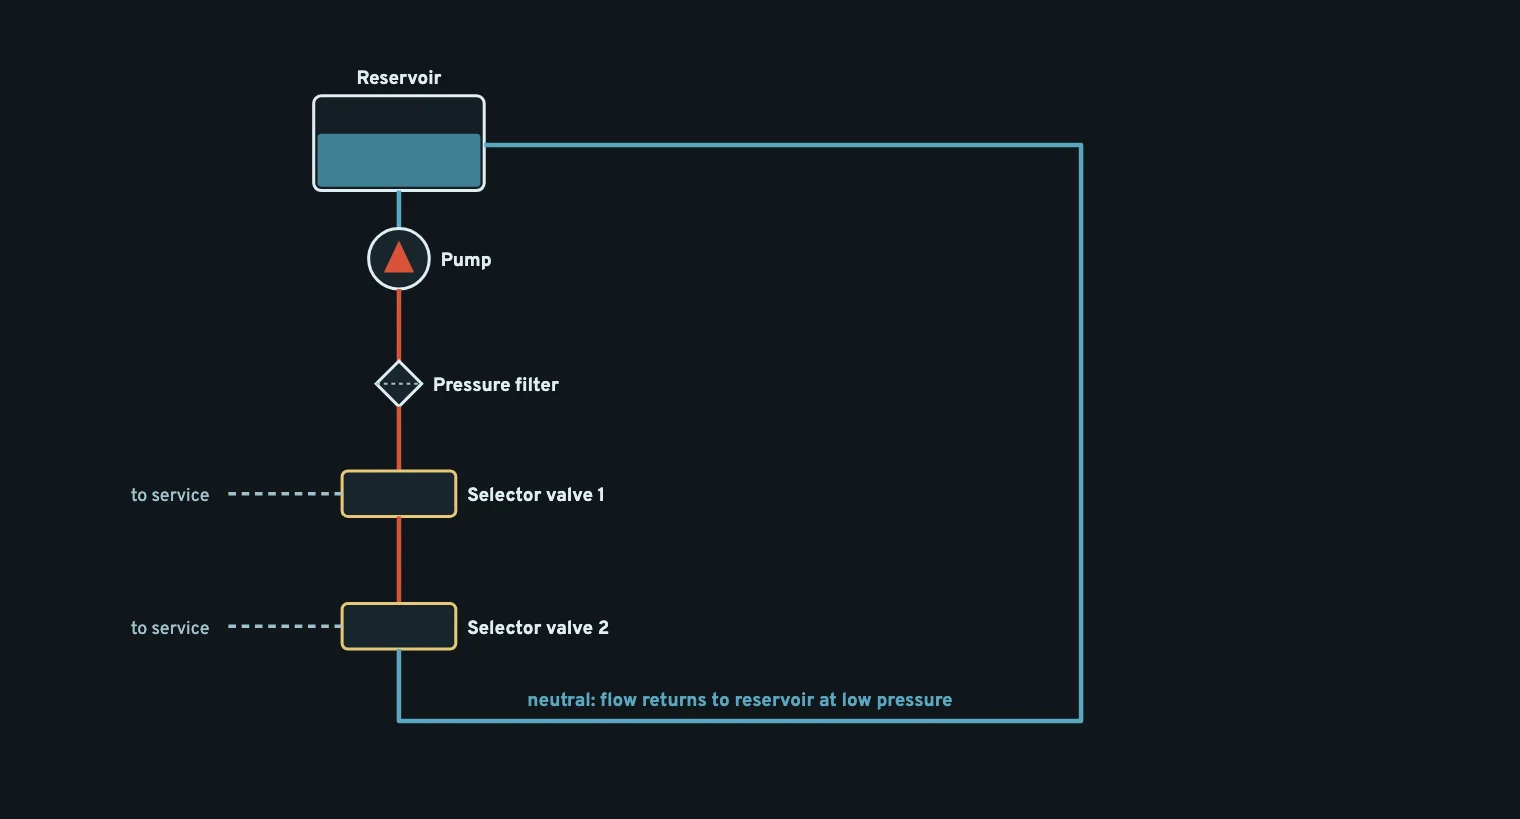 Reservoir
Pump
Pressure filter
to service
Selector valve 1
to service
Selector valve 2
neutral: flow returns to reservoir at low pressure